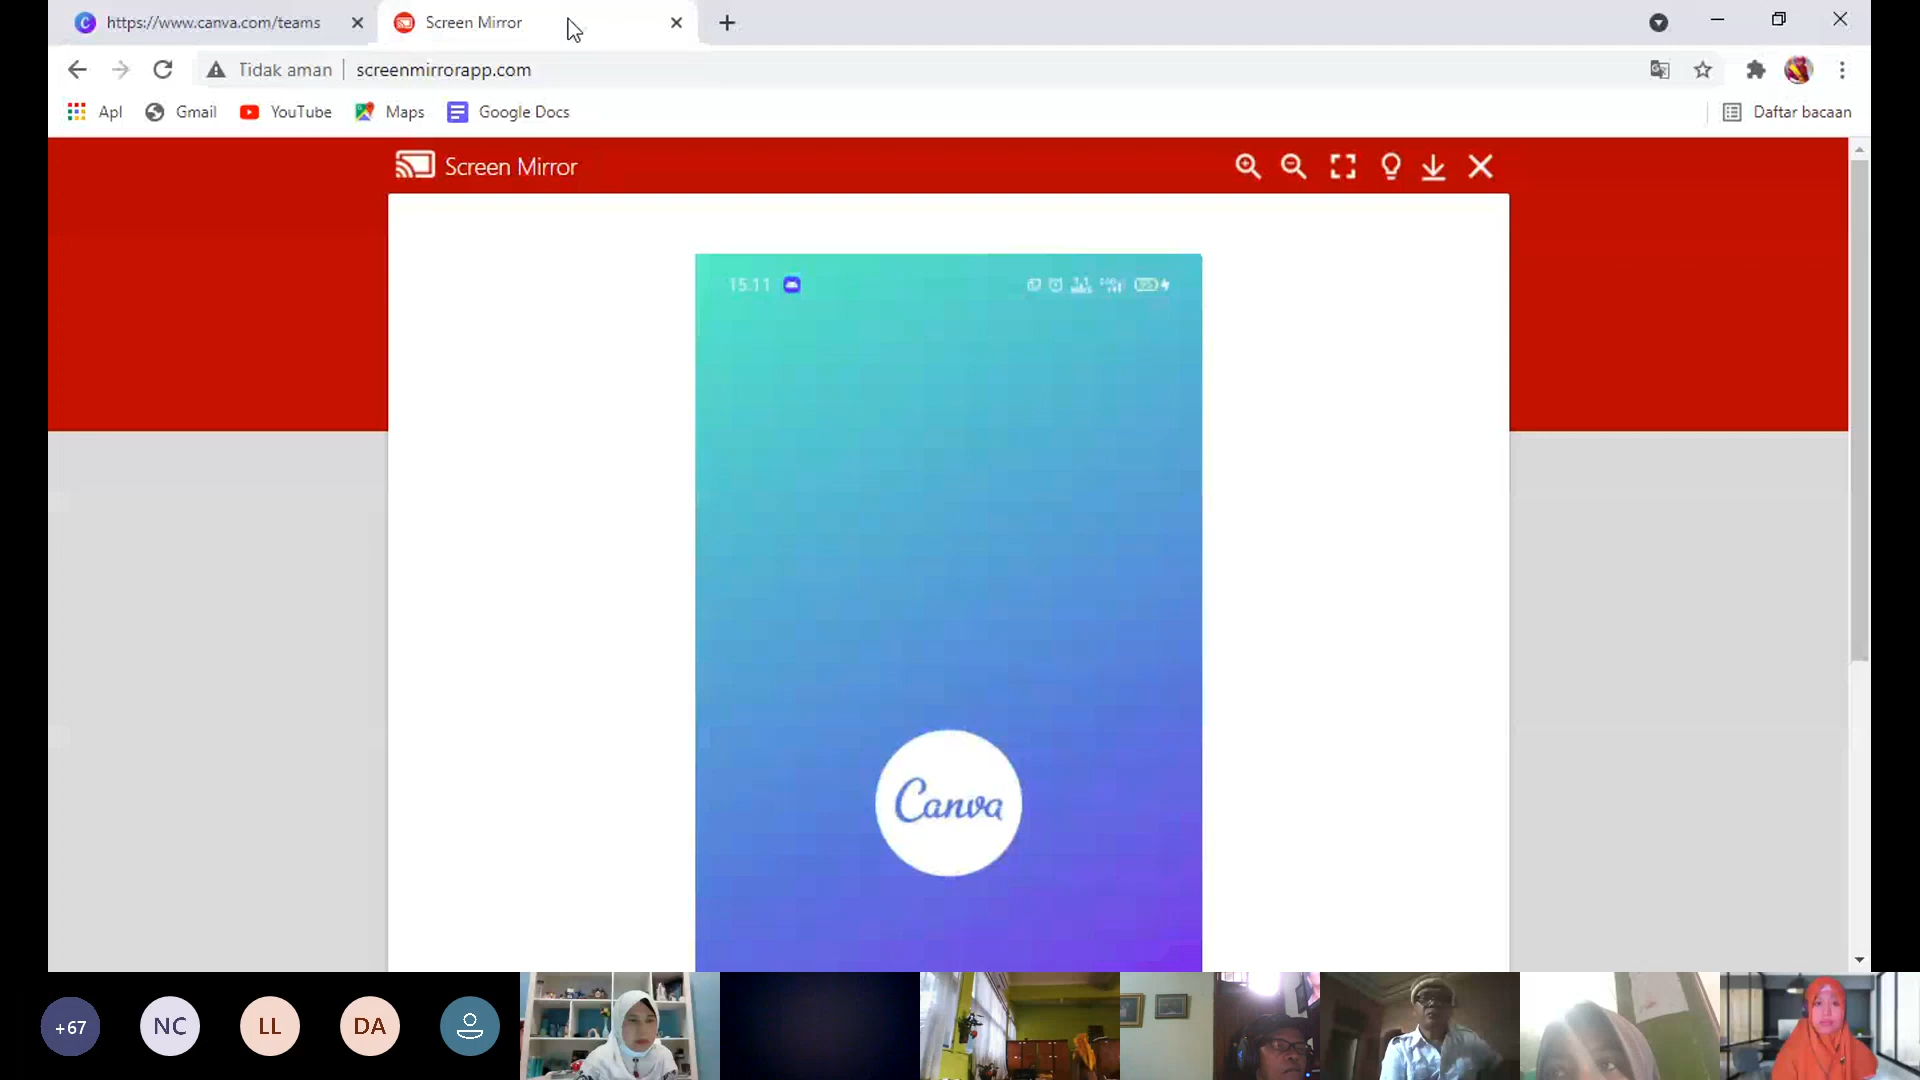 https://www.canva.com/teams
Screen Mirror
Tidak aman
screenmirrorapp.com
Apl
Gmail
YouTube
Maps
Google Docs
Daftar bacaan
Screen Mirror
15.11
Canva
+67
NC
LL
DA